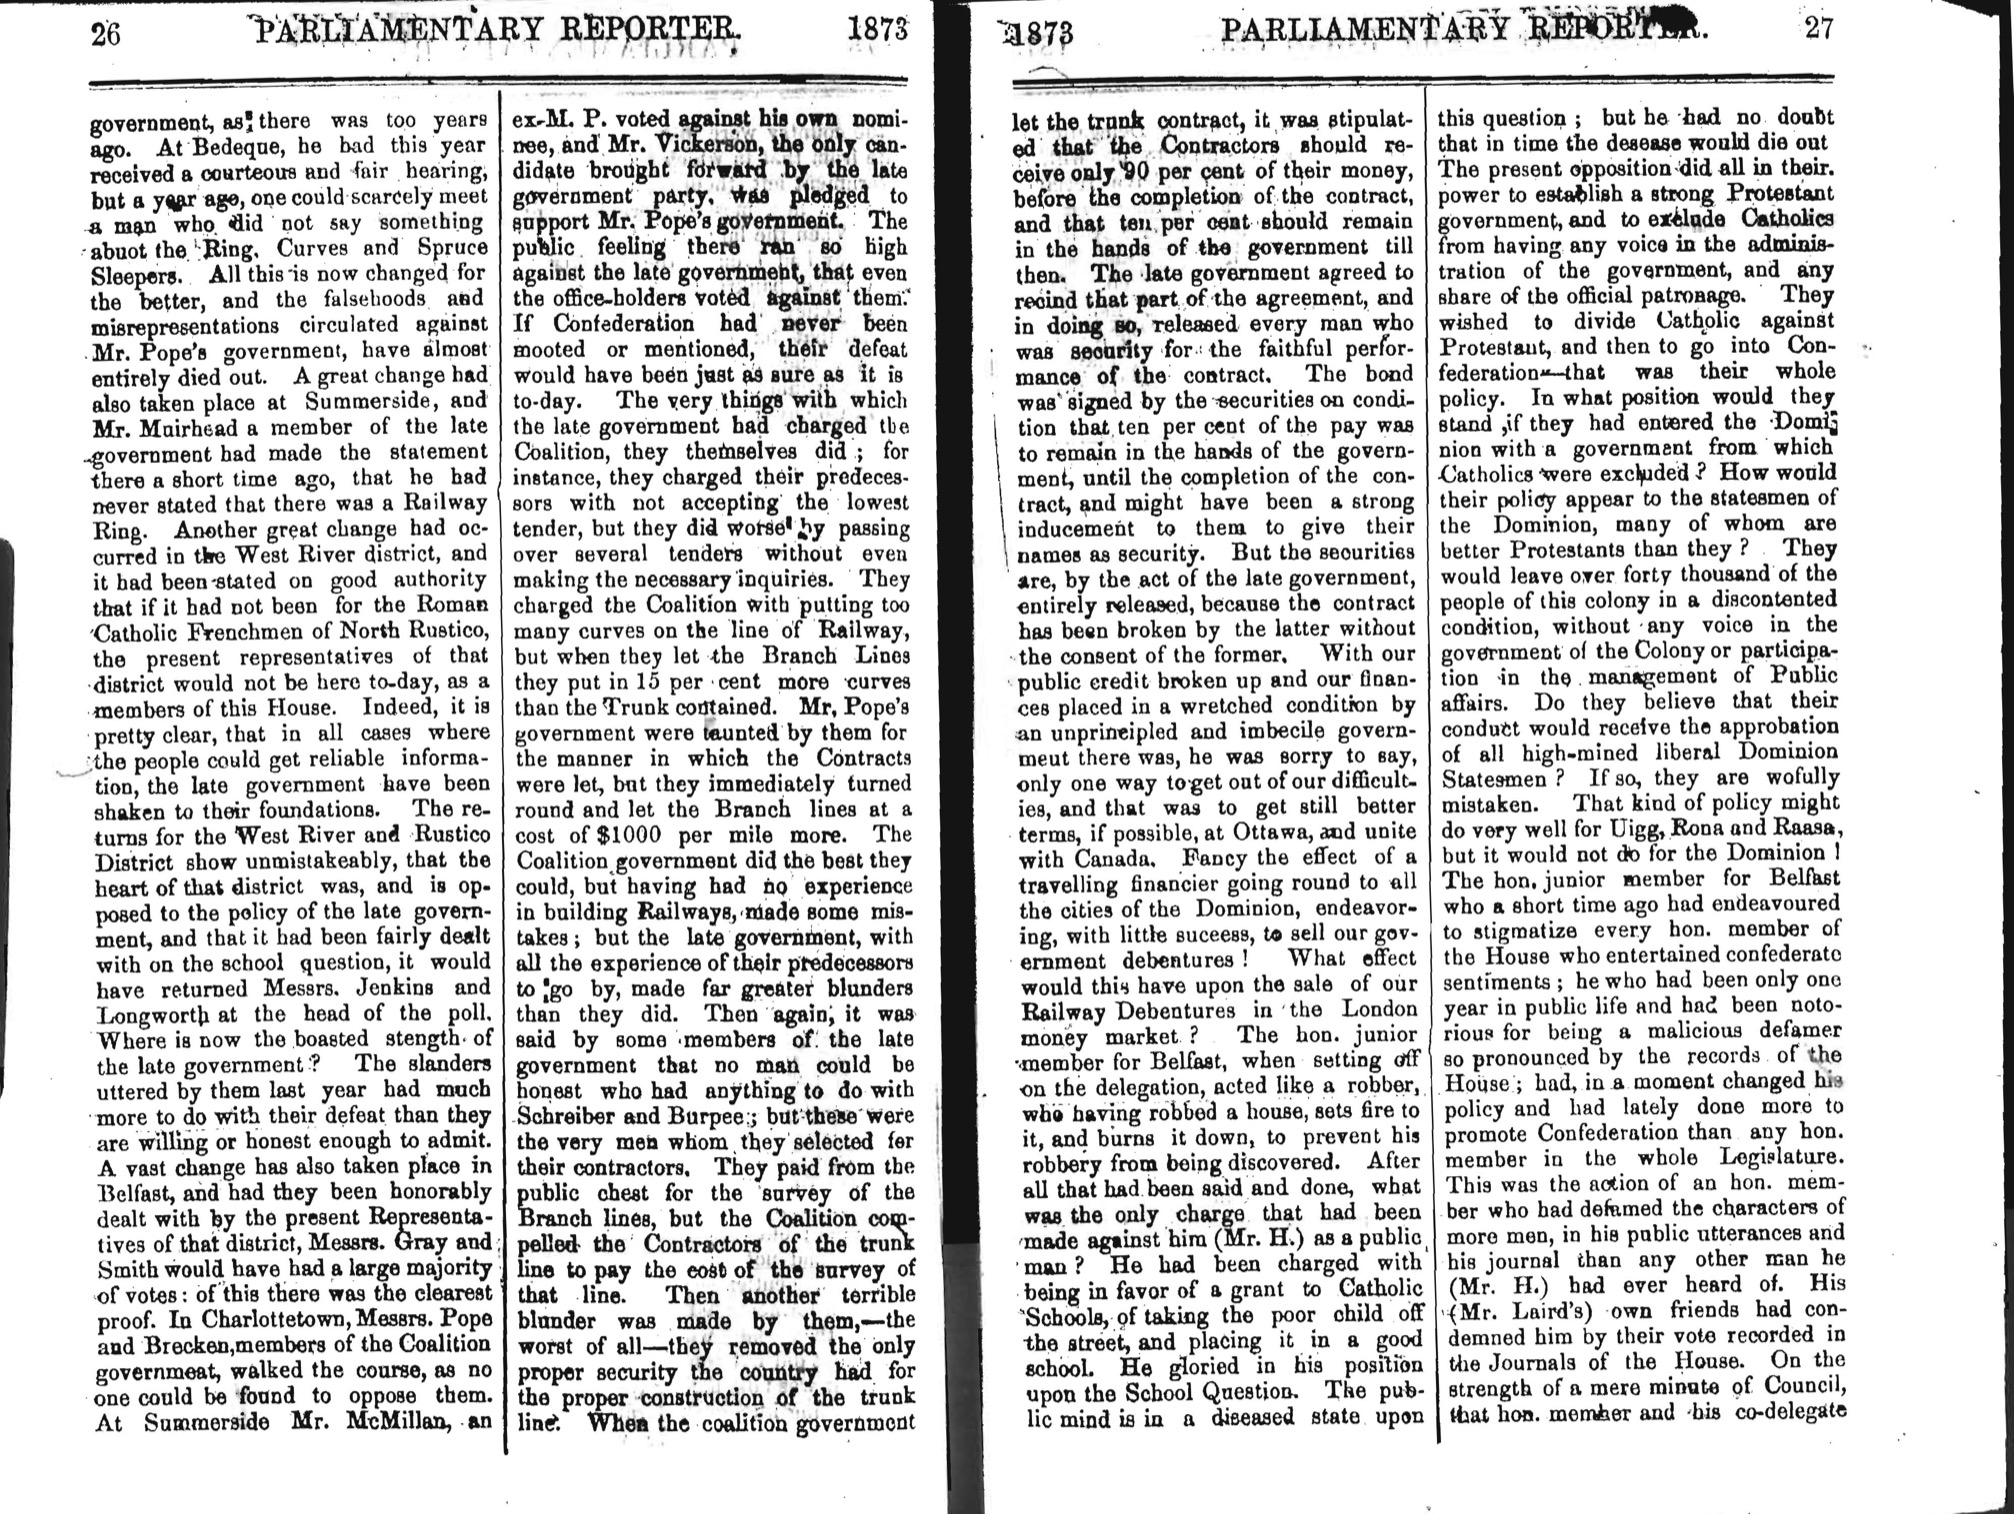 26 PARLIAMENTARY REPORTER. 1873
government, as there was too years
ago. At Bedeque, he had this year
received a courteous and fair hearing,
but a year ago, one could scarcely meet
a man who did not say something
abuot the Ring, Curves and Spruce
Sleepers. All this is now changed for
the better, and the falsehoods and
misrepresentations circulated against
Mr. Pope's government, have almost
entirely died out. A great change had
also taken place at Summerside, and
Mr. Muirhead a member of the late
government had made the statement
there a short time ago, that he had
never stated that there was a Railway
Ring. Another great change had oc-
curred in the West River district, and
it had been stated on good authority
that if it had not been for the Roman
Catholic Frenchmen of North Rustico,
the present representatives of that
district would not be here to-day, as a
members of this House. Indeed, it is
pretty clear, that in all cases where
the people could get reliable informa-
tion, the late government have been
shaken to their foundations. The re-
turns for the West River and Rustico
District show unmistakeably, that the
heart of that district was, and is op-
posed to the policy of the late govern-
ment, and that it had been fairly dealt
with on the school question, it would
have returned Messrs. Jenkins and
Longworth at the head of the poll.
Where is now the boasted stength of
the late government? The slanders
uttered by them last year had much
more to do with their defeat than they
are willing or honest enough to admit.
A vast change has also taken place in
Belfast, and had they been honorably
dealt with by the present Representa-
tives of that district, Messrs. Gray and
Smith would have had a large majority
of votes: of this there was the clearest
proof. In Charlottetown, Messrs. Pope
and Brecken, members of the Coalition
government, walked the course, as no
one could be found to oppose them.
At Summerside Mr. McMillan, an
ex-M. P. voted against his own nomi-
nee, and Mr. Vickerson, the only can-
didate brought forward by the late
government party, was pledged to
support Mr. Pope's government. The
public feeling there ran so high
against the late government, that even
the office-holders voted against them.
If Confederation had never been
mooted or mentioned, their defeat
would have been just as sure as it is
to-day. The very things with which
the late government had charged the
Coalition, they themselves did; for
instance, they charged their predeces-
sors with not accepting the lowest
tender, but they did worse by passing
over several tenders without even
making the necessary inquiries. They
charged the Coalition with putting too
many curves on the line of Railway,
but when they let the Branch Lines
they put in 15 per cent more curves
than the Trunk contained. Mr, Pope's
government were taunted by them for
the manner in which the Contracts
were let, but they immediately turned
round and let the Branch lines at a
cost of $1000 per mile more. The
Coalition government did the best they
could, but having had no experience
in building Railways, made some mis-
takes; but the late government, with
all the experience of their predecessors
to go by, made far greater blunders
than they did. Then again, it was
said by some members of the late
government that no man could be
honest who had anything to do with
Schreiber and Burpee; but these were
the very men whom they selected for
their contractors. They paid from the
public chest for the survey of the
Branch lines, but the Coalition com-
pelled the Contractors of the trunk
line to pay the cost of the survey of
that line. Then another terrible
blunder was made by them,—the
worst of all—they removed the only
proper security the country had for
the proper construction of the trunk
line. When the coalition government
1873 PARLIAMENTARY REPORTER. 27
let the trunk contract, it was stipulat-
ed that the Contractors should re-
ceive only 90 per cent of their money,
before the completion of the contract,
and that ten per cent should remain
in the hands of the government till
then. The late government agreed to
recind that part of the agreement, and
in doing so, released every man who
was security for the faithful perfor-
mance of the contract. The bond
was signed by the securities on condi-
tion that ten per cent of the pay was
to remain in the hands of the govern-
ment, until the completion of the con-
tract, and might have been a strong
inducement to them to give their
names as security. But the securities
are, by the act of the late government,
entirely released, because the contract
has been broken by the latter without
the consent of the former. With our
public credit broken up and our finan-
ces placed in a wretched condition by
an unprincipled and imbecile govern-
ment there was, he was sorry to say,
only one way to get out of our difficult-
ies, and that was to get still better
terms, if possible, at Ottawa, and unite
with Canada. Fancy the effect of a
travelling financier going round to all
the cities of the Dominion, endeavor-
ing, with little success, to sell our gov-
ernment debentures! What effect
would this have upon the sale of our
Railway Debentures in the London
money market? The hon. junior
member for Belfast, when setting off
on the delegation, acted like a robber,
who having robbed a house, sets fire to
it, and burns it down, to prevent his
robbery from being discovered. After
all that had been said and done, what
was the only charge that had been
made against him (Mr. H.) as a public
man? He had been charged with
being in favor of a grant to Catholic
Schools, of taking the poor child off
the street, and placing it in a good
school. He gloried in his position
upon the School Question. The pub-
lic mind is in a diseased state upon
this question; but he had no doubt
that in time the desease would die out
The present opposition did all in their.
power to establish a strong Protestant
government, and to exclude Catholics
from having any voice in the adminis-
tration of the government, and any
share of the official patronage. They
wished to divide Catholic against
Protestant, and then to go into Con-
federation—that was their whole
policy. In what position would they
stand ,if they had entered the Domi-
nion with a government from which
Catholics were excluded? How would
their policy appear to the statesmen of
the Dominion, many of whom are
better Protestants than they? They
would leave over forty thousand of the
people of this colony in a discontented
condition, without any voice in the
government of the Colony or participa-
tion in the management of Public
affairs. Do they believe that their
conduct would receive the approbation
of all high-mined liberal Dominion
Statesmen? If so, they are wofully
mistaken. That kind of policy might
do very well for Uigg, Rona and Raasa,
but it would not do for the Dominion!
The hon. junior member for Belfast
who a short time ago had endeavoured
to stigmatize every hon. member of
the House who entertained confederate
sentiments; he who had been only one
year in public life and had been noto-
rious for being a malicious defamer
so pronounced by the records of the
House; had, in a moment changed his
policy and had lately done more to
promote Confederation than any hon.
member in the whole Legislature.
This was the action of an hon. mem-
ber who had defamed the characters of
more men, in his public utterances and
his journal than any other man he
(Mr. H.) had ever heard of. His
(Mr. Laird's) own friends had con-
demned him by their vote recorded in
the Journals of the House. On the
strength of a mere minute of Council,
that hon. member and his co-delegate